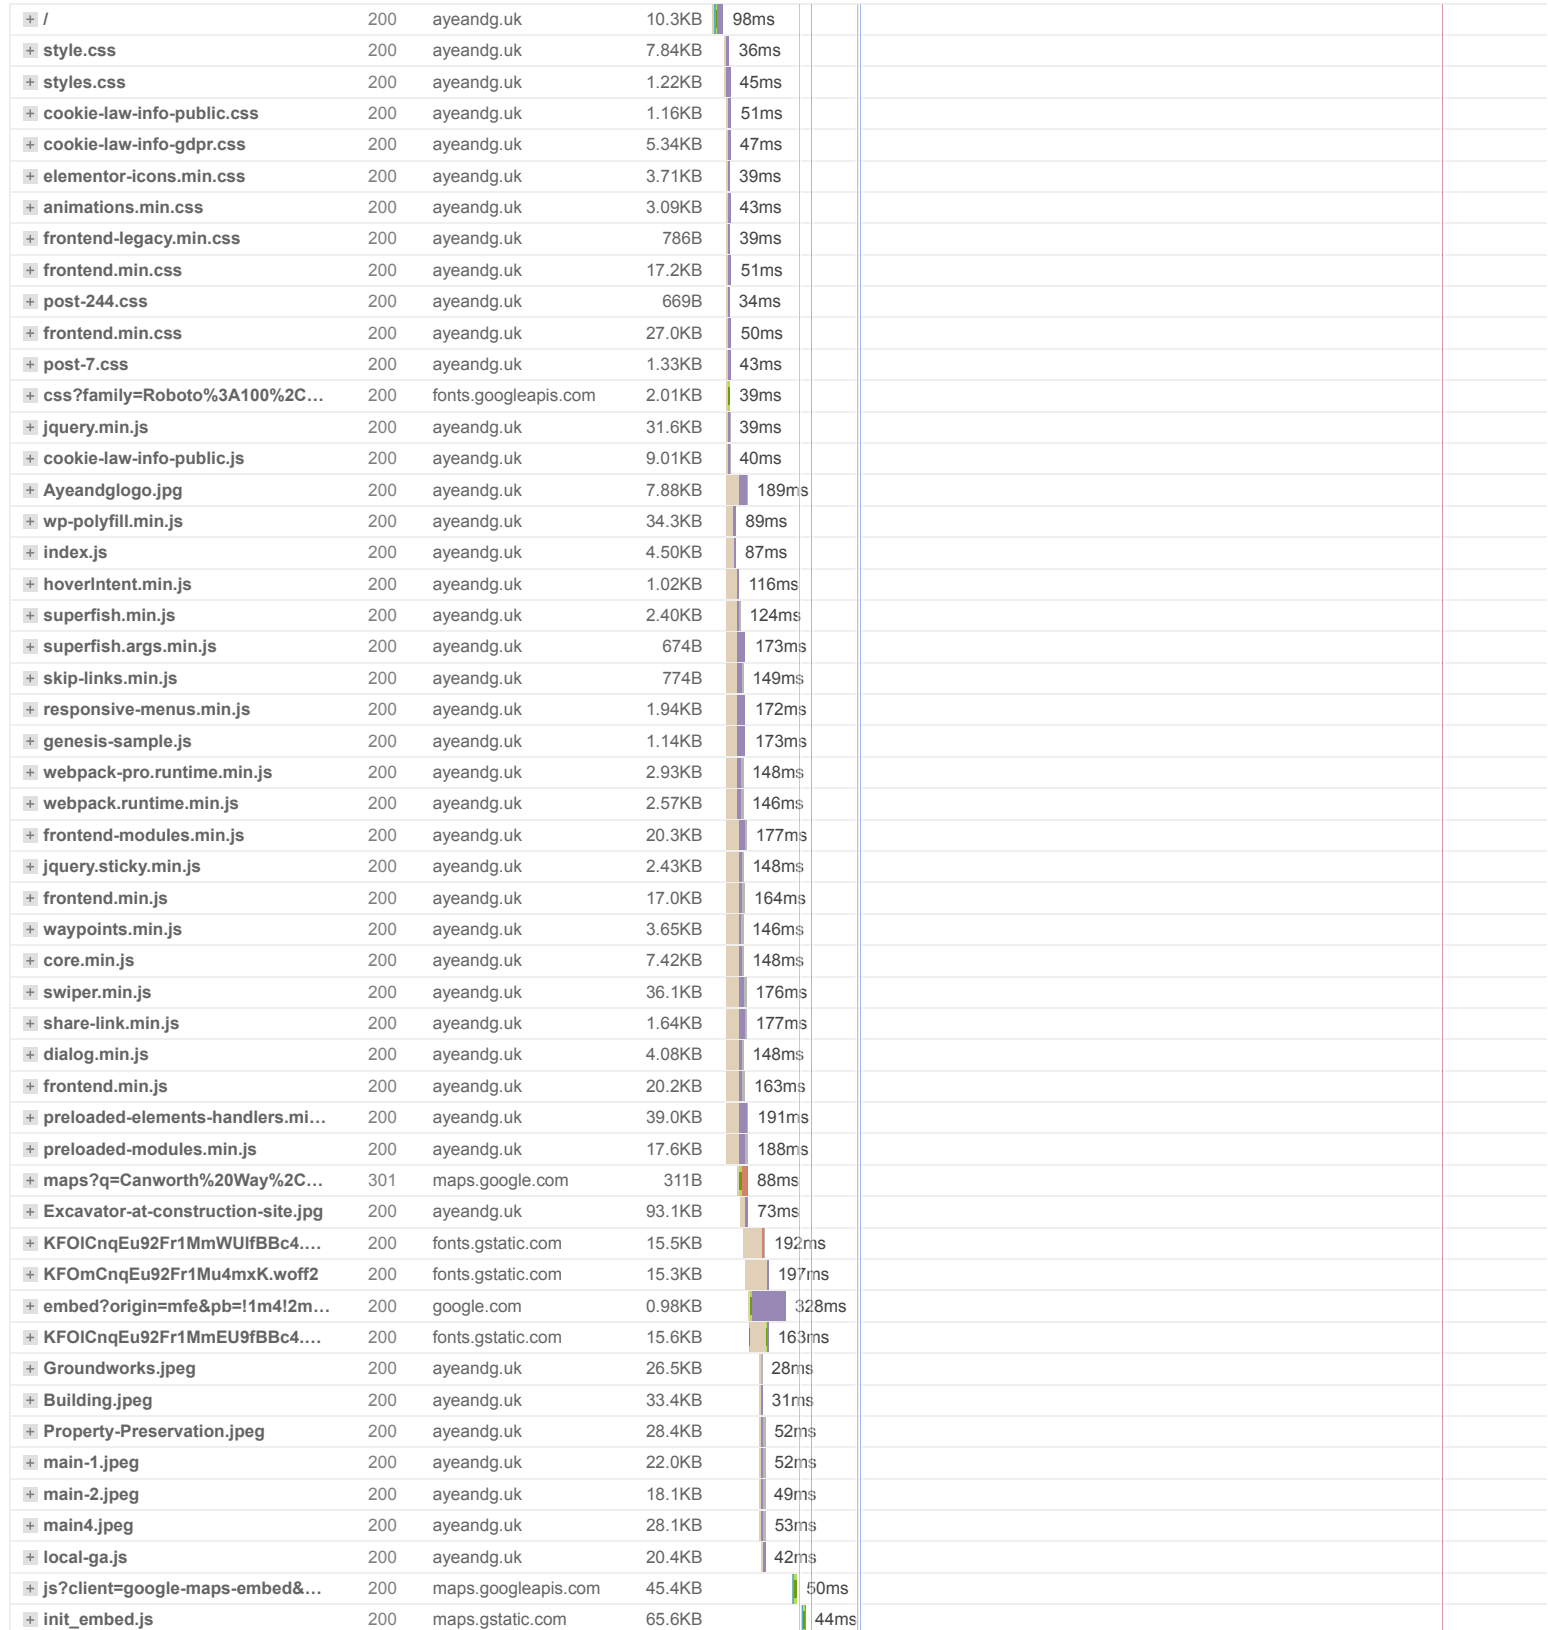 / 200 ayeandg.uk 10.3KB 98ms
style.css 200 ayeandg.uk 7.84KB 36ms
styles.css 200 ayeandg.uk 1.22KB 45ms
cookie-law-info-public.css 200 ayeandg.uk 1.16KB 51ms
cookie-law-info-gdpr.css 200 ayeandg.uk 5.34KB 47ms
elementor-icons.min.css 200 ayeandg.uk 3.71KB 39ms
animations.min.css 200 ayeandg.uk 3.09KB 43ms
frontend-legacy.min.css 200 ayeandg.uk 786B 39ms
frontend.min.css 200 ayeandg.uk 17.2KB 51ms
post-244.css 200 ayeandg.uk 669B 34ms
frontend.min.css 200 ayeandg.uk 27.0KB 50ms
post-7.css 200 ayeandg.uk 1.33KB 43ms
css?family=Roboto%3A100%2C... 200 fonts.googleapis.com 2.01KB 39ms
jquery.min.js 200 ayeandg.uk 31.6KB 39ms
cookie-law-info-public.js 200 ayeandg.uk 9.01KB 40ms
Ayeandglogo.jpg 200 ayeandg.uk 7.88KB 189ms
wp-polyfill.min.js 200 ayeandg.uk 34.3KB 89ms
index.js 200 ayeandg.uk 4.50KB 87ms
hoverIntent.min.js 200 ayeandg.uk 1.02KB 116ms
superfish.min.js 200 ayeandg.uk 2.40KB 124ms
superfish.args.min.js 200 ayeandg.uk 674B 173ms
skip-links.min.js 200 ayeandg.uk 774B 149ms
responsive-menus.min.js 200 ayeandg.uk 1.94KB 172ms
genesis-sample.js 200 ayeandg.uk 1.14KB 173ms
webpack-pro.runtime.min.js 200 ayeandg.uk 2.93KB 148ms
webpack.runtime.min.js 200 ayeandg.uk 2.57KB 146ms
frontend-modules.min.js 200 ayeandg.uk 20.3KB 177ms
jquery.sticky.min.js 200 ayeandg.uk 2.43KB 148ms
frontend.min.js 200 ayeandg.uk 17.0KB 164ms
waypoints.min.js 200 ayeandg.uk 3.65KB 146ms
core.min.js 200 ayeandg.uk 7.42KB 148ms
swiper.min.js 200 ayeandg.uk 36.1KB 176ms
share-link.min.js 200 ayeandg.uk 1.64KB 177ms
dialog.min.js 200 ayeandg.uk 4.08KB 148ms
frontend.min.js 200 ayeandg.uk 20.2KB 163ms
preloaded-elements-handlers.mi... 200 ayeandg.uk 39.0KB 191ms
preloaded-modules.min.js 200 ayeandg.uk 17.6KB 188ms
maps?q=Canworth%20Way%2C... 301 maps.google.com 311B 88ms
Excavator-at-construction-site.jpg 200 ayeandg.uk 93.1KB 73ms
KFOlCnqEu92Fr1MmWUlfBBc4.... 200 fonts.gstatic.com 15.5KB 192ms
KFOmCnqEu92Fr1Mu4mxK.woff2 200 fonts.gstatic.com 15.3KB 197ms
embed?origin=mfe&pb=!1m4!2m... 200 google.com 0.98KB 328ms
KFOlCnqEu92Fr1MmEU9fBBc4.... 200 fonts.gstatic.com 15.6KB 163ms
Groundworks.jpeg 200 ayeandg.uk 26.5KB 28ms
Building.jpeg 200 ayeandg.uk 33.4KB 31ms
Property-Preservation.jpeg 200 ayeandg.uk 28.4KB 52ms
main-1.jpeg 200 ayeandg.uk 22.0KB 52ms
main-2.jpeg 200 ayeandg.uk 18.1KB 49ms
main4.jpeg 200 ayeandg.uk 28.1KB 53ms
local-ga.js 200 ayeandg.uk 20.4KB 42ms
js?client=google-maps-embed&... 200 maps.googleapis.com 45.4KB 50ms
init_embed.js 200 maps.gstatic.com 65.6KB 44ms